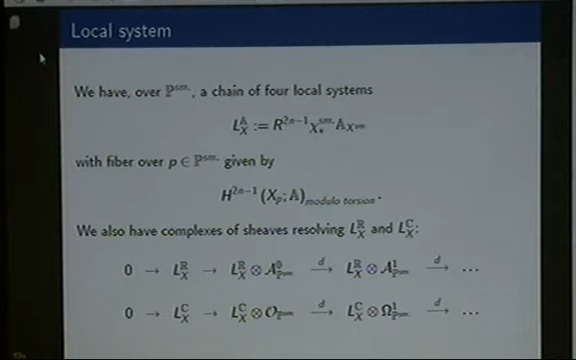 Local system
We have, over ℙ^{sm.}, a chain of four local systems
L_X^𝔸 := R^{2n−1} χ_*^{sm.} 𝔸_{X^{sm}}
with fiber over p ∈ ℙ^{sm.} given by
H^{2n−1}(X_p; 𝔸)_{modulo torsion}.
We also have complexes of sheaves resolving L_X^ℝ and L_X^ℂ:
0 → L_X^ℝ → L_X^ℝ ⊗ 𝒜^0_{ℙ^{sm}} →^d L_X^ℝ ⊗ 𝒜^1_{ℙ^{sm}} →^d ...
0 → L_X^ℂ → L_X^ℂ ⊗ 𝒪_{ℙ^{sm}} →^d L_X^ℂ ⊗ Ω^1_{ℙ^{sm}} →^d ...